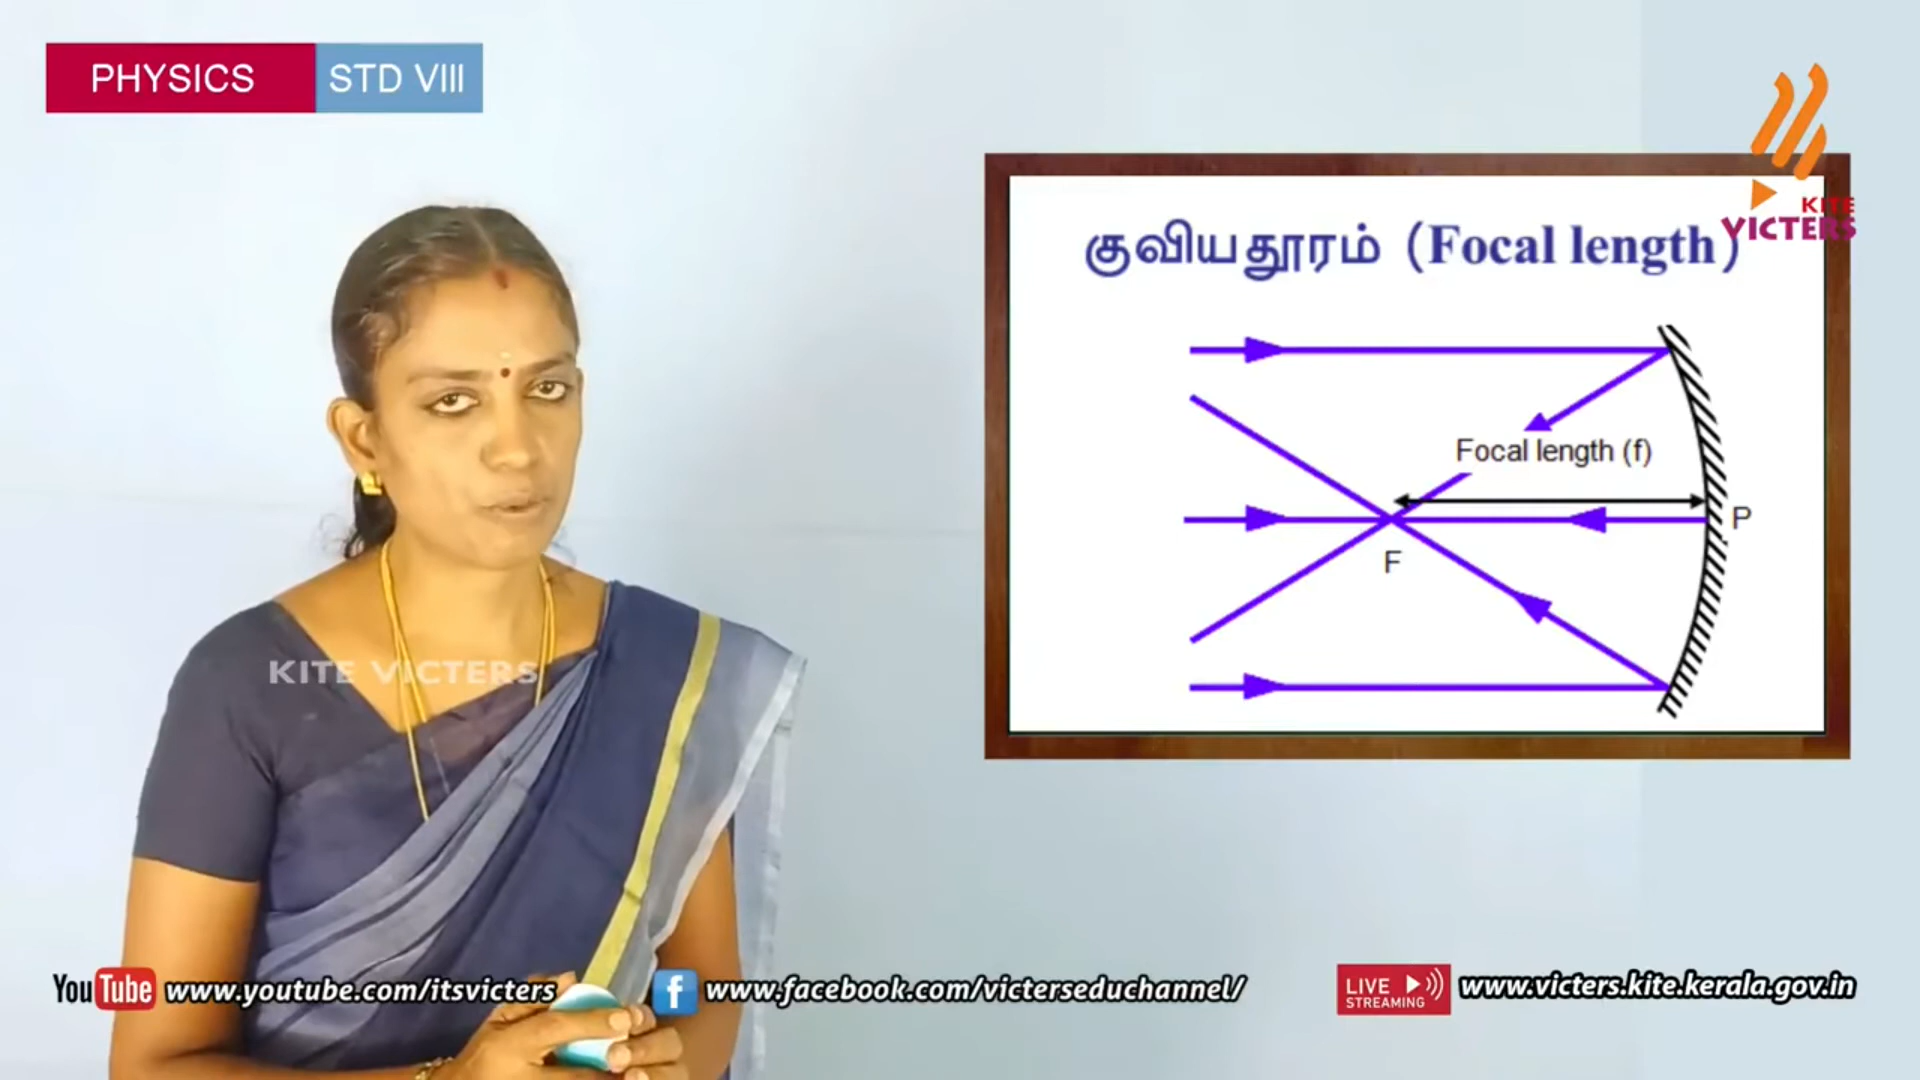 PHYSICS STD VIII
KITE
VICTERS
குவியதூரம் (Focal length)
Focal length (f)
P
F
KITE VICTERS
You Tube www.youtube.com/itsvicters
f www.facebook.com/victerseduchannel/
LIVE STREAMING www.victers.kite.kerala.gov.in